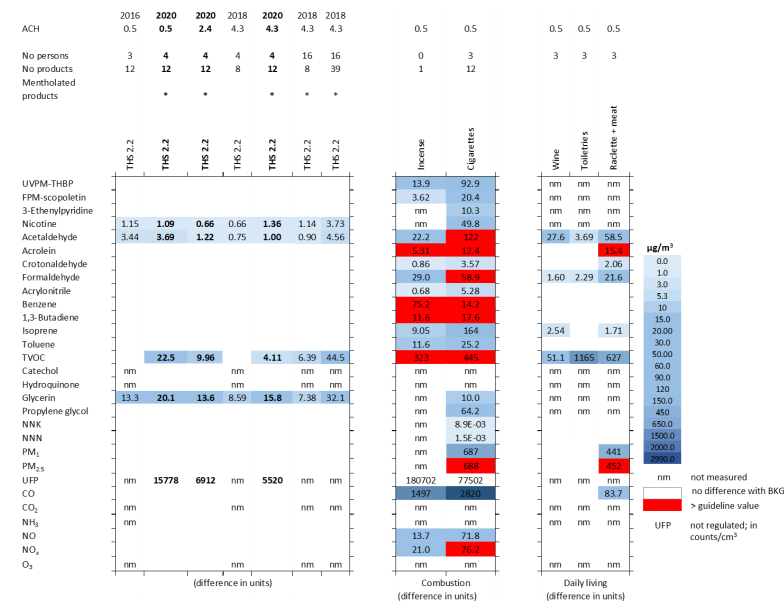 2016 2020 2020 2018 2020 2018 2018
ACH 0.5 0.5 2.4 4.3 4.3 4.3 4.3 0.5 0.5 0.5 0.5 0.5
No persons 3 4 4 4 4 16 16 0 3 3 3 3
No products 12 12 12 8 12 8 39 1 12
Mentholated
products * * * * *
THS 2.2 THS 2.2 THS 2.2 THS 2.2 THS 2.2 THS 2.2 THS 2.2 Incense Cigarettes Wine Toiletries Raclette + meat
UVPM-THBP 13.9 92.9 nm nm nm
FPM-scopoletin 3.62 20.4 nm nm nm
3-Ethenylpyridine nm 10.3 nm nm nm
Nicotine 1.15 1.09 0.66 0.66 1.36 1.14 3.73 nm 49.8 nm nm nm
Acetaldehyde 3.44 3.69 1.22 0.75 1.00 0.90 4.56 22.2 122 27.6 3.69 58.5
Acrolein 5.31 12.4 15.4
Crotonaldehyde 0.86 3.57 2.06
Formaldehyde 29.0 58.9 1.60 2.29 21.6
Acrylonitrile 0.68 5.28
Benzene 75.2 14.2
1,3-Butadiene 11.6 17.6
Isoprene 9.05 164 2.54 1.71
Toluene 11.6 25.2
TVOC 22.5 9.96 4.11 6.39 44.5 323 445 51.1 1165 627
Catechol nm nm nm nm nm nm nm nm nm
Hydroquinone nm nm nm nm nm nm nm nm nm
Glycerin 13.3 20.1 13.6 8.59 15.8 7.38 32.1 nm 10.0 nm nm nm
Propylene glycol nm 64.2 nm nm nm
NNK nm 8.9E-03 nm nm nm
NNN nm 1.5E-03 nm nm nm
PM1 687 441
PM2.5 688 452
UFP nm 15778 6912 nm 5520 nm nm 180702 77502 nm nm nm
CO 1497 2820 83.7
CO2 nm nm nm nm nm nm nm nm nm
NH3 nm nm nm nm nm nm
NO 13.7 71.8
NOx 21.0 76.2
O3 nm nm nm nm nm nm nm nm
(difference in units) Combustion Daily living
(difference in units) (difference in units)
µg/m3
0.0
1.0
3.0
5.3
10
15.0
20.00
30.0
50.00
60.0
90.0
120
150.0
450
650.0
1500.0
2000.0
2990.0
nm not measured
no difference with BKG
> guideline value
UFP not regulated; in
counts/cm3